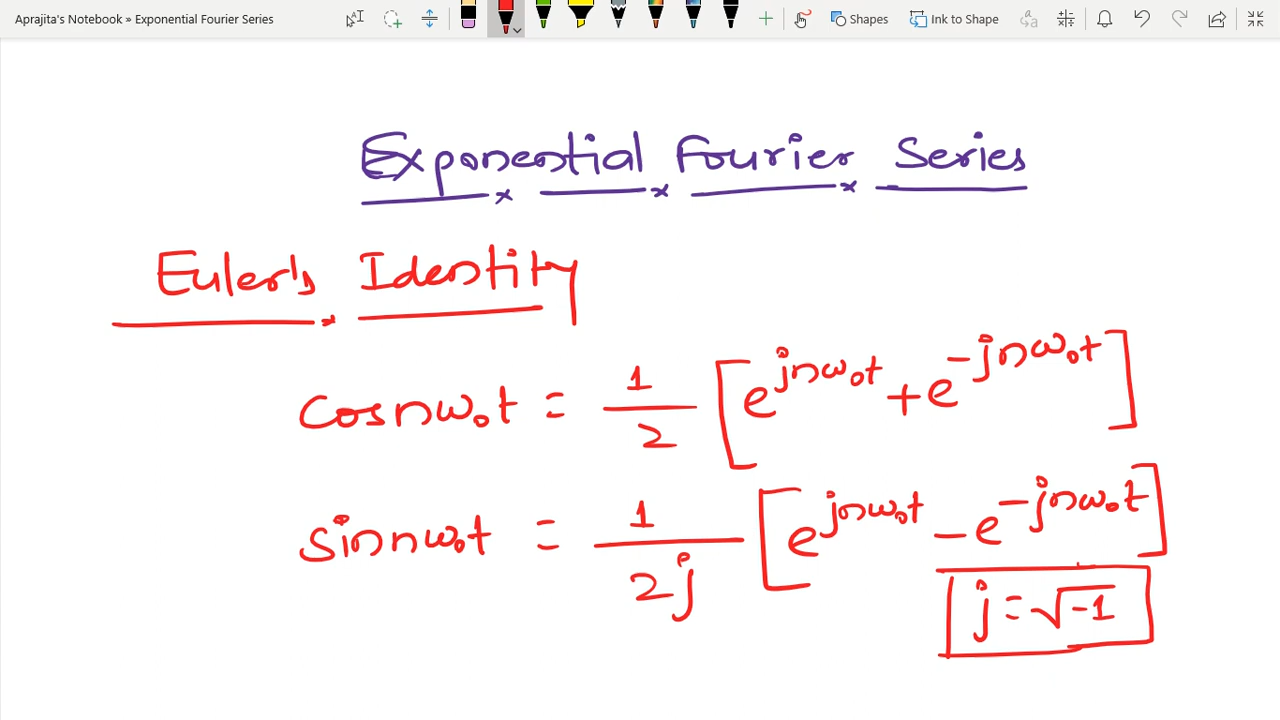 Aprajita's Notebook » Exponential Fourier Series
Shapes
Ink to Shape
Exponential Fourier Series
Euler's Identity
cosnω₀t = 1/2 [e^{jnω₀t} + e^{-jnω₀t}]
sinnω₀t = 1/2j [e^{jnω₀t} - e^{-jnω₀t}]
j = √-1